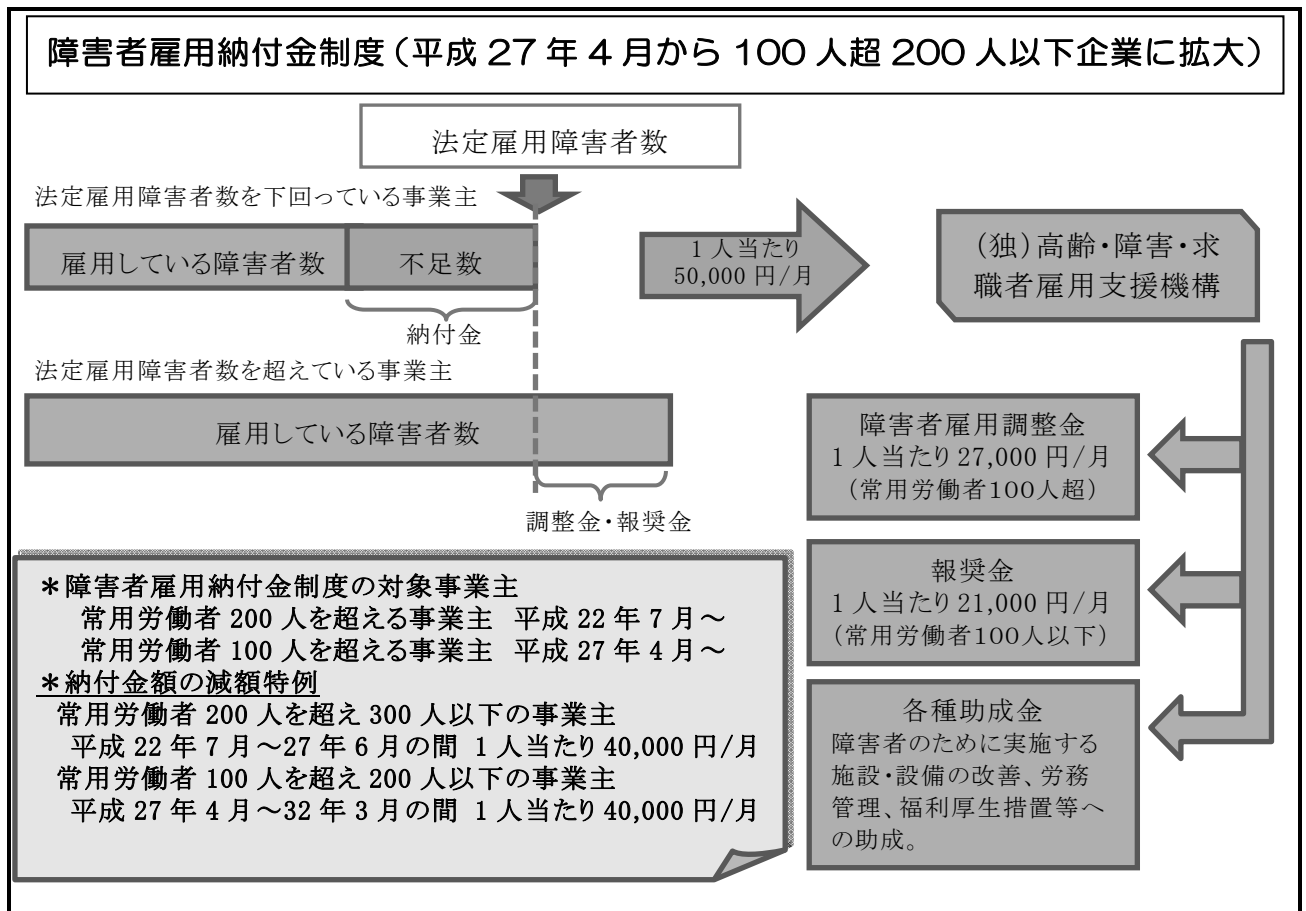 障害者雇用納付金制度（平成 27 年 4 月から 100 人超 200 人以下企業に拡大）
法定雇用障害者数
法定雇用障害者数を下回っている事業主
雇用している障害者数
不足数
納付金
1 人当たり
50,000 円/月
（独）高齢・障害・求
職者雇用支援機構
法定雇用障害者数を超えている事業主
雇用している障害者数
調整金・報奨金
障害者雇用調整金
1 人当たり 27,000 円/月
（常用労働者１００人超）
報奨金
1 人当たり 21,000 円/月
（常用労働者１００人以下）
各種助成金
障害者のために実施する
施設・設備の改善、労務
管理、福利厚生措置等へ
の助成。
＊障害者雇用納付金制度の対象事業主
常用労働者 200 人を超える事業主 平成 22 年 7 月～
常用労働者 100 人を超える事業主 平成 27 年 4 月～
＊納付金額の減額特例
常用労働者 200 人を超え 300 人以下の事業主
平成 22 年 7 月～27 年 6 月の間 1 人当たり 40,000 円/月
常用労働者 100 人を超え 200 人以下の事業主
平成 27 年 4 月～32 年 3 月の間 1 人当たり 40,000 円/月